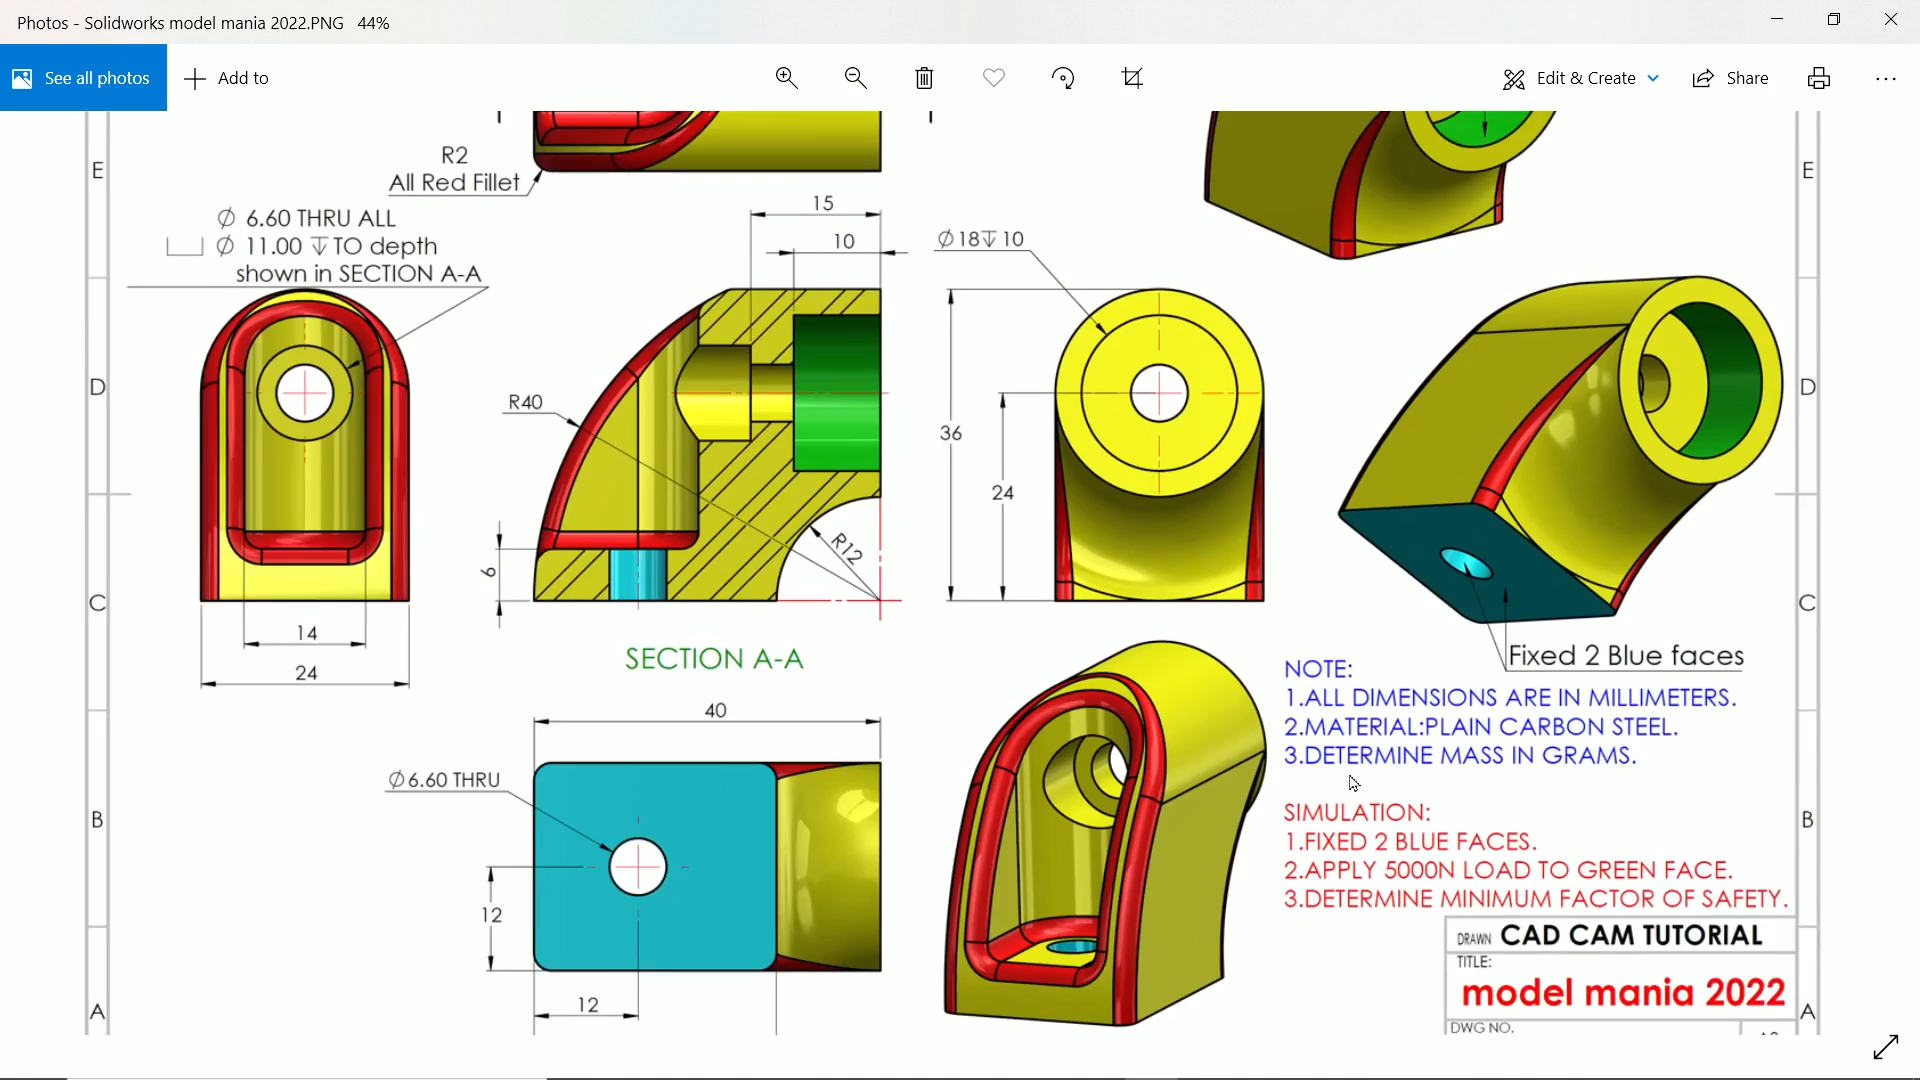 Photos - Solidworks model mania 2022.PNG 44%
See all photos
Add to
Edit & Create
Share
E
R2
All Red Fillet
E
Ø 6.60 THRU ALL
⌴ Ø 11.00 ↧ TO depth
shown in SECTION A-A
15
10
Ø18↧10
D
D
R40
36
24
R12
6
C
C
14
24
SECTION A-A
Fixed 2 Blue faces
NOTE:
1.ALL DIMENSIONS ARE IN MILLIMETERS.
2.MATERIAL:PLAIN CARBON STEEL.
3.DETERMINE MASS IN GRAMS.
40
Ø6.60 THRU
SIMULATION:
1.FIXED 2 BLUE FACES.
2.APPLY 5000N LOAD TO GREEN FACE.
3.DETERMINE MINIMUM FACTOR OF SAFETY.
B
B
12
12
DRAWN CAD CAM TUTORIAL
TITLE:
model mania 2022
A
A
DWG NO.